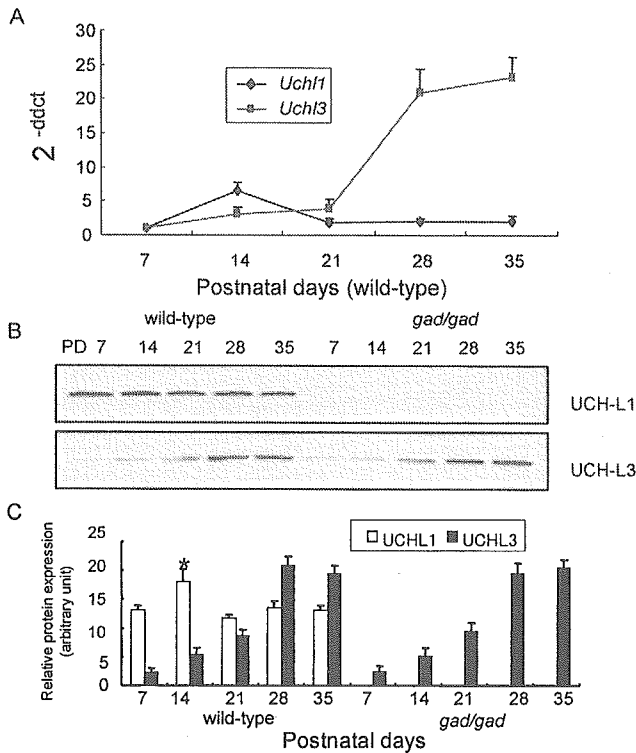 A
30
25
20
15
10
5
0
2 -ddct
Uchl1
Uchl3
7 14 21 28 35
Postnatal days (wild-type)
B
wild-type gad/gad
PD 7 14 21 28 35 7 14 21 28 35
UCH-L1
UCH-L3
C
Relative protein expression
(arbitrary unit)
25
20
15
10
5
0
UCHL1 UCHL3
*
7 14 21 28 35 7 14 21 28 35
wild-type gad/gad
Postnatal days